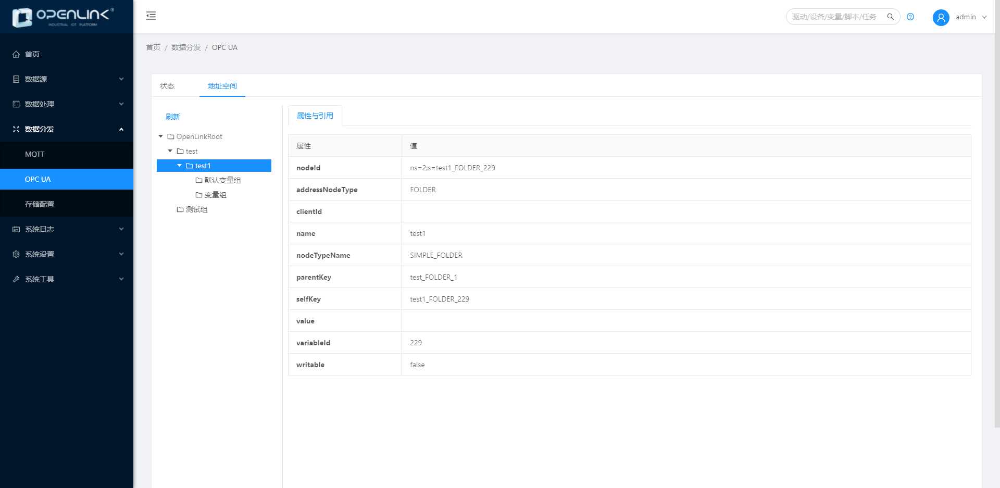 OPENLINK®
INDUSTRIAL IOT PLATFORM
驱动/设备/变量/脚本/任务
admin
首页
数据源
数据处理
数据分发
MQTT
OPC UA
存储配置
系统日志
系统设置
系统工具
首页 / 数据分发 / OPC UA
状态
地址空间
刷新
OpenLinkRoot
test
test1
默认变量组
变量组
测试组
属性与引用
属性 值
nodeId ns=2;s=test1_FOLDER_229
addressNodeType FOLDER
clientId
name test1
nodeTypeName SIMPLE_FOLDER
parentKey test_FOLDER_1
selfKey test1_FOLDER_229
value
variableId 229
writable false